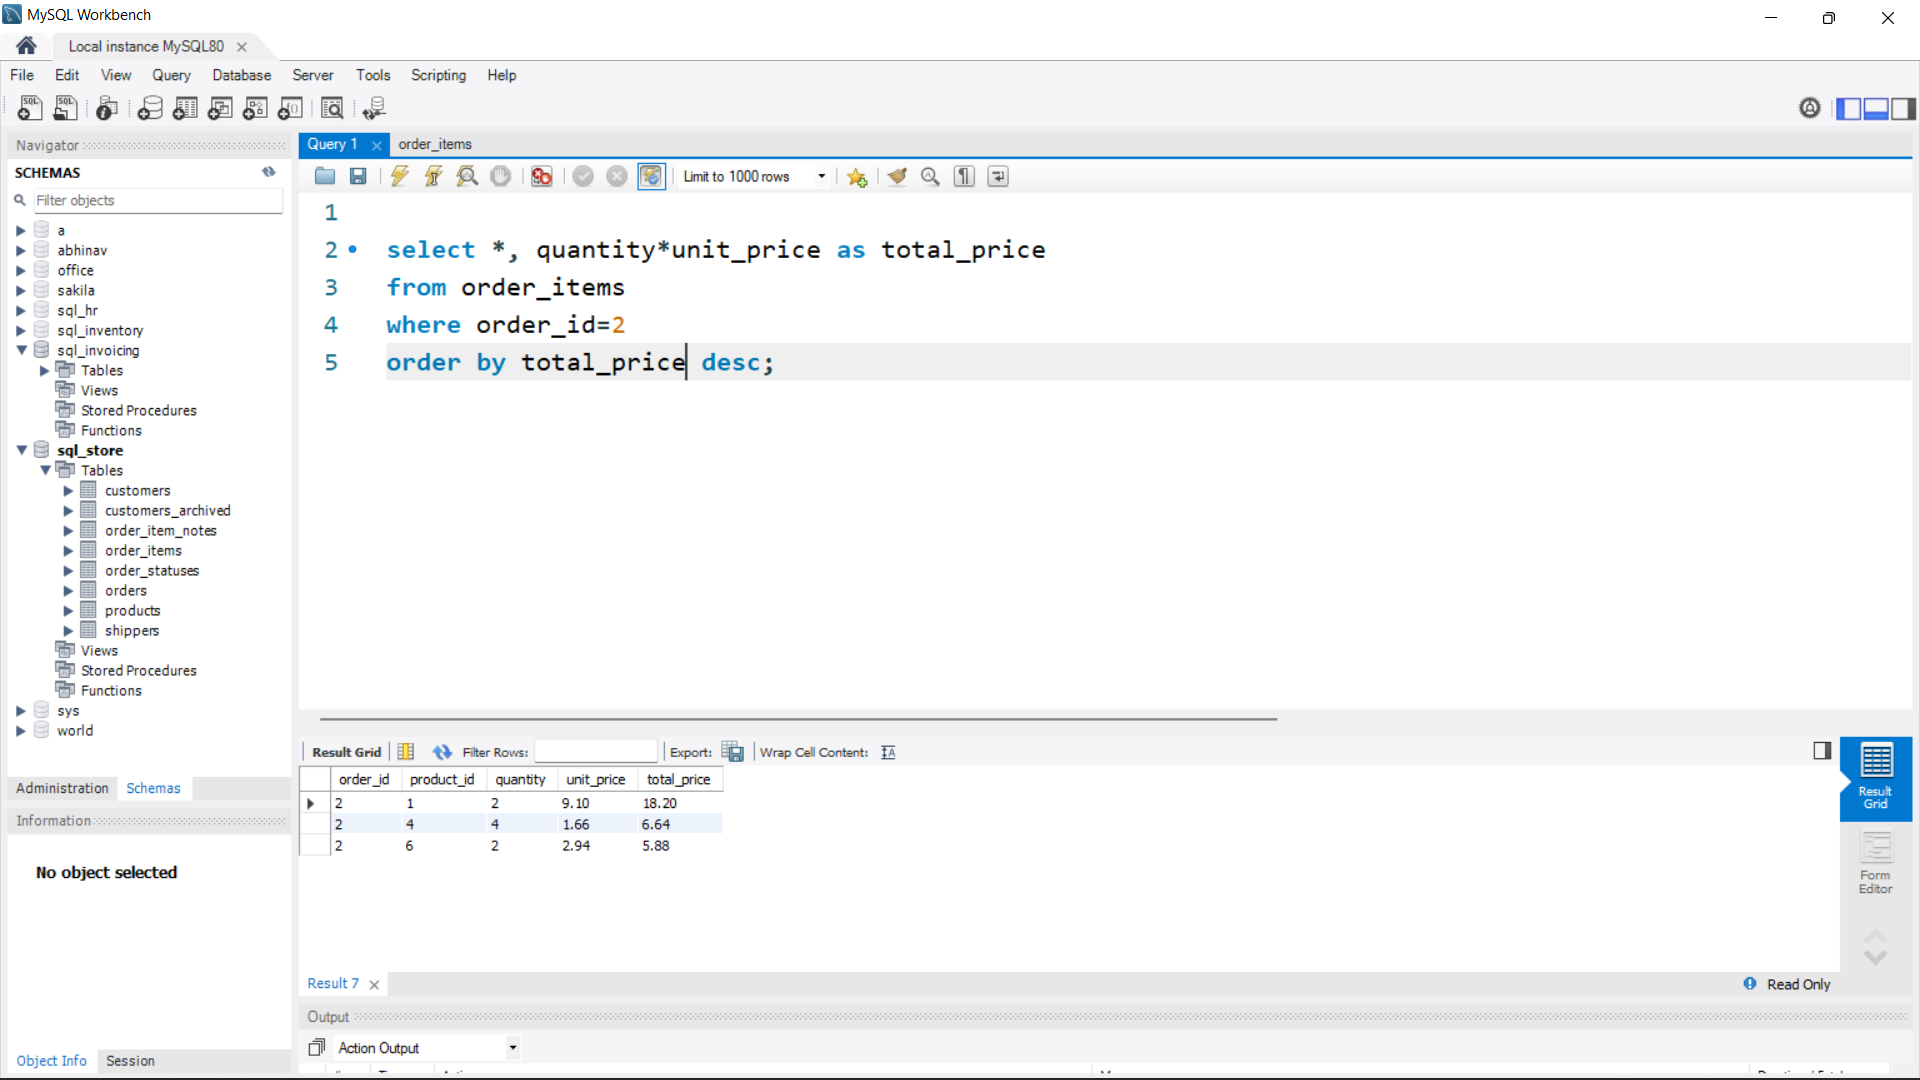 MySQL Workbench
Local instance MySQL80
File Edit View Query Database Server Tools Scripting Help
Navigator
SCHEMAS
Filter objects
a
abhinav
office
sakila
sql_hr
sql_inventory
sql_invoicing
Tables
Views
Stored Procedures
Functions
sql_store
Tables
customers
customers_archived
order_item_notes
order_items
order_statuses
orders
products
shippers
Views
Stored Procedures
Functions
sys
world
Administration Schemas
Information
No object selected
Object Info Session
Query 1 order_items
Limit to 1000 rows
1
2 select *, quantity*unit_price as total_price
3 from order_items
4 where order_id=2
5 order by total_price desc;
Result Grid Filter Rows: Export: Wrap Cell Content:
order_id product_id quantity unit_price total_price
2 1 2 9.10 18.20
2 4 4 1.66 6.64
2 6 2 2.94 5.88
Result
Grid
Form
Editor
Result 7
Read Only
Output
Action Output